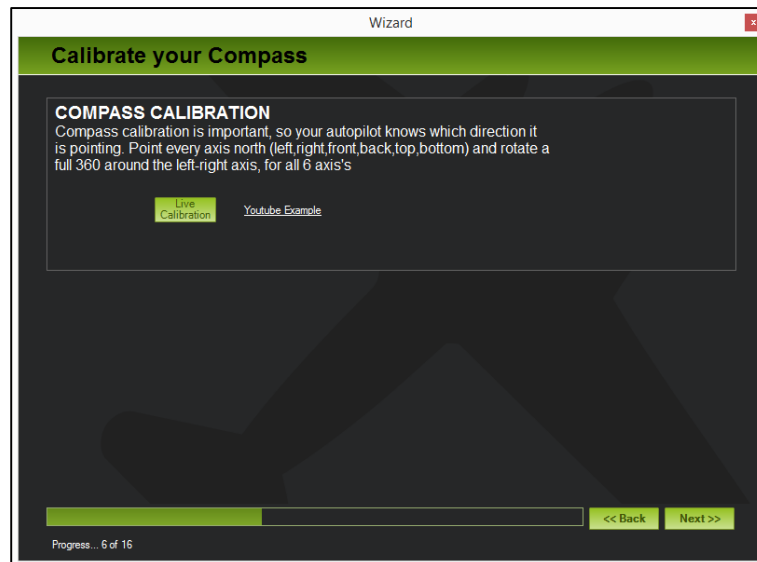 Wizard
x
Calibrate your Compass
COMPASS CALIBRATION
Compass calibration is important, so your autopilot knows which direction it
is pointing. Point every axis north (left,right,front,back,top,bottom) and rotate a
full 360 around the left-right axis, for all 6 axis's
Live
Calibration
Youtube Example
<< Back
Next >>
Progress... 6 of 16